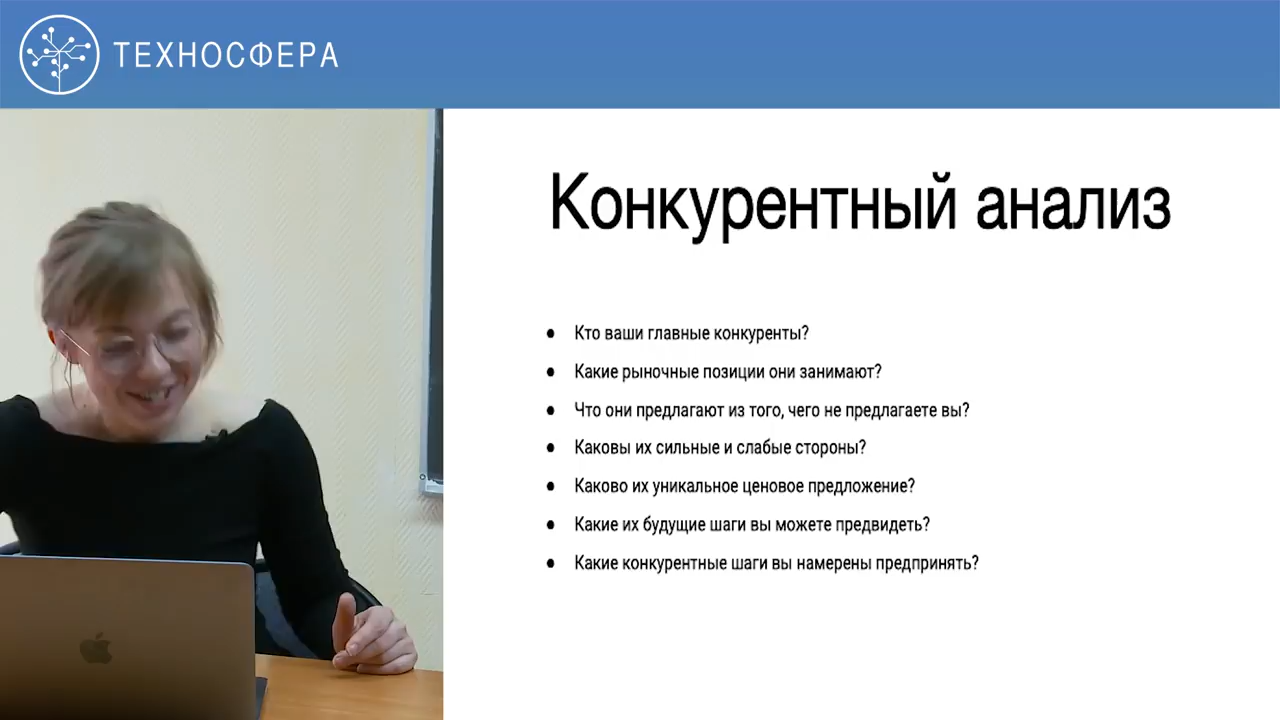 ТЕХНОСФЕРА
Конкурентный анализ
● Кто ваши главные конкуренты?
● Какие рыночные позиции они занимают?
● Что они предлагают из того, чего не предлагаете вы?
● Каковы их сильные и слабые стороны?
● Каково их уникальное ценовое предложение?
● Какие их будущие шаги вы можете предвидеть?
● Какие конкурентные шаги вы намерены предпринять?